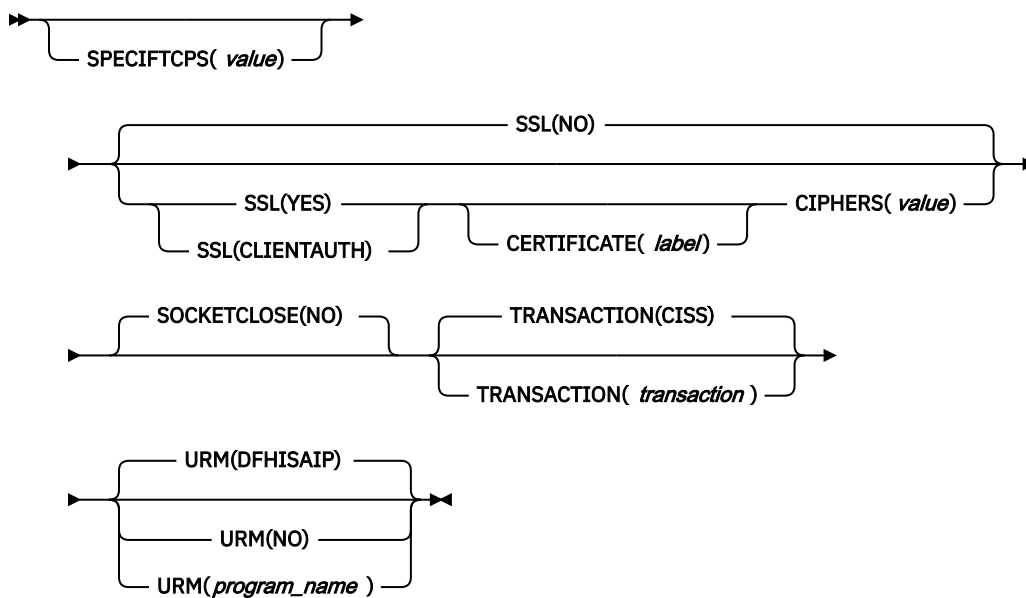 SPECIFTCPS( value)
SSL(NO)
SSL(YES)
CIPHERS( value)
SSL(CLIENTAUTH)
CERTIFICATE( label)
SOCKETCLOSE(NO)
TRANSACTION(CISS)
TRANSACTION( transaction )
URM(DFHISAIP)
URM(NO)
URM(program_name )